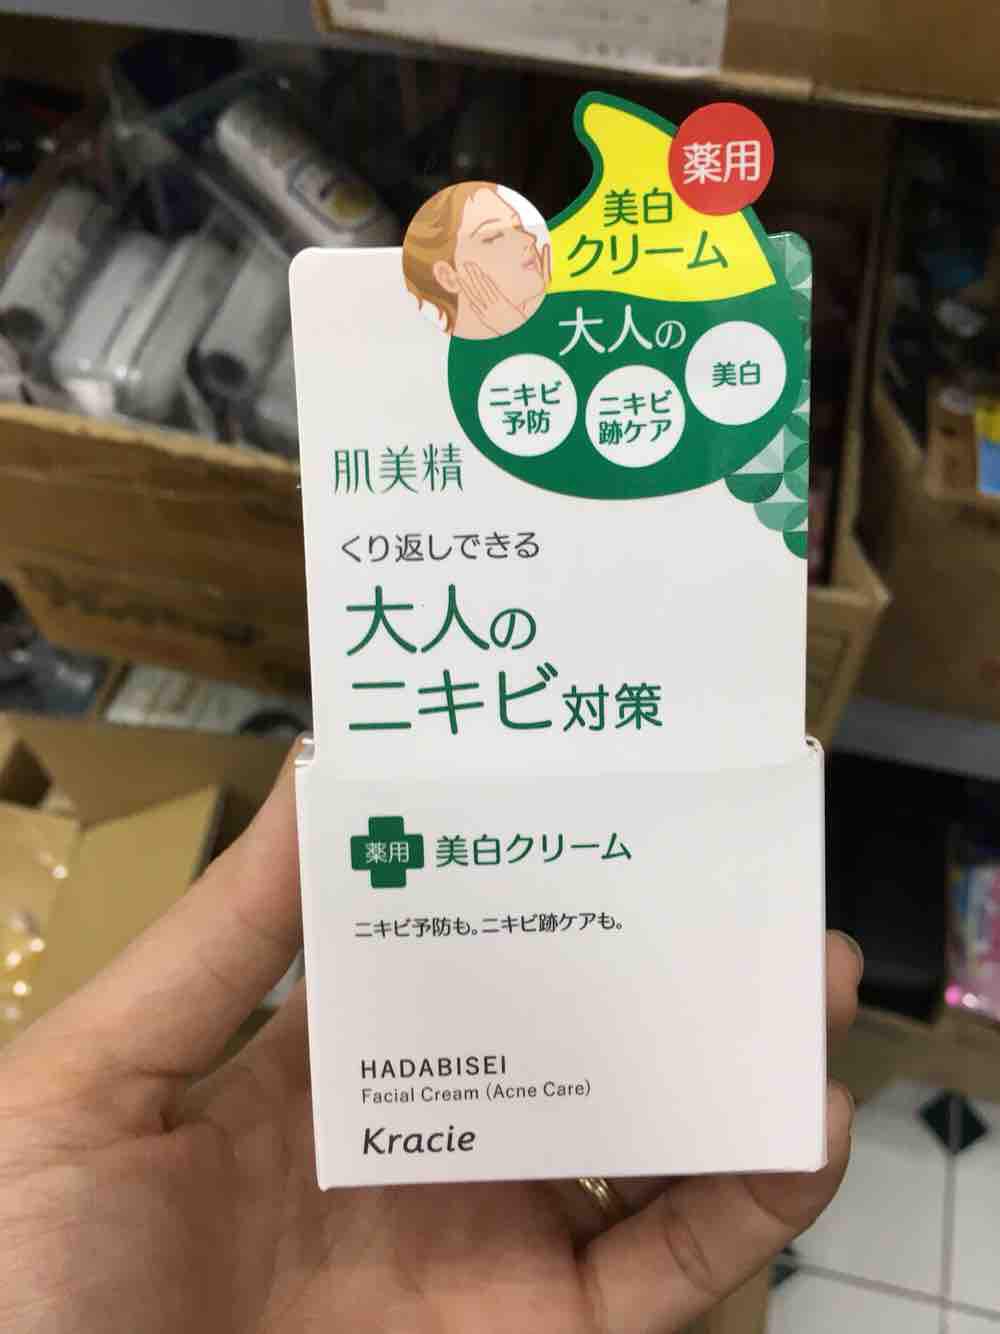 薬用
美白
クリーム
大人の
ニキビ
予防
ニキビ
跡ケア
美白
肌美精
くり返しできる
大人の
ニキビ対策
薬用 美白クリーム
ニキビ予防も。ニキビ跡ケアも。
HADABISEI
Facial Cream (Acne Care)
Kracie